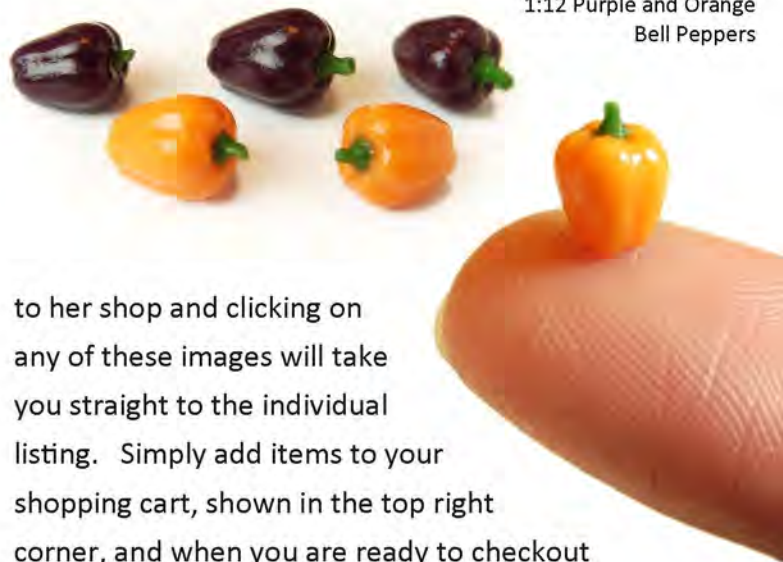 1:12 Purple and Orange
Bell Peppers
to her shop and clicking on
any of these images will take
you straight to the individual
listing.   Simply add items to your
shopping cart, shown in the top right
corner, and when you are ready to checkout